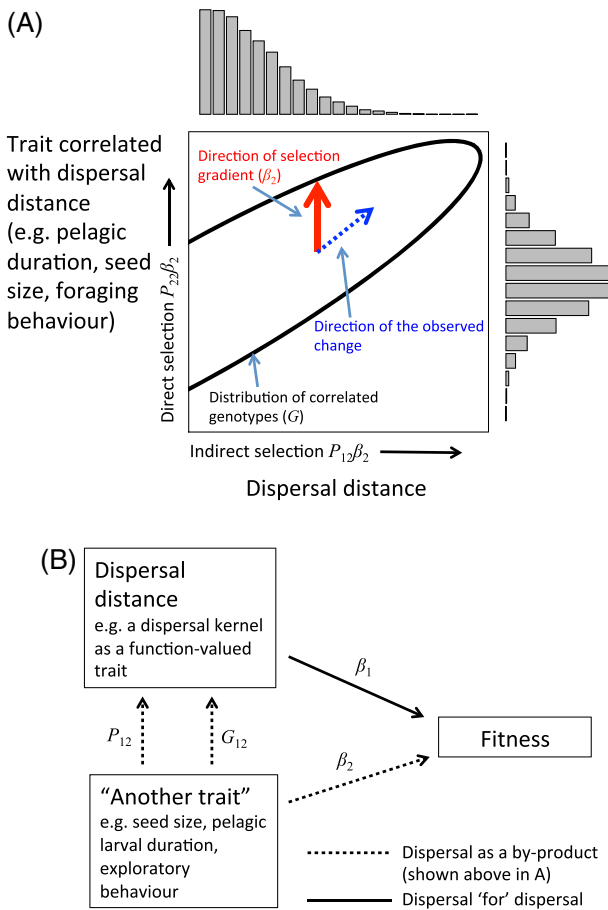 (A)
Trait correlated
with dispersal
distance
(e.g. pelagic
duration, seed
size, foraging
behaviour)
Direct selection P₂₂β₂
Direction of selection
gradient (β₂)
Direction of the observed
change
Distribution of correlated
genotypes (G)
Indirect selection P₁₂β₂
Dispersal distance
(B)
Dispersal
distance
e.g. a dispersal kernel
as a function-valued
trait
β₁
P₁₂
G₁₂
Fitness
β₂
“Another trait”
e.g. seed size, pelagic
larval duration,
exploratory
behaviour
Dispersal as a by-product
(shown above in A)
Dispersal ‘for’ dispersal